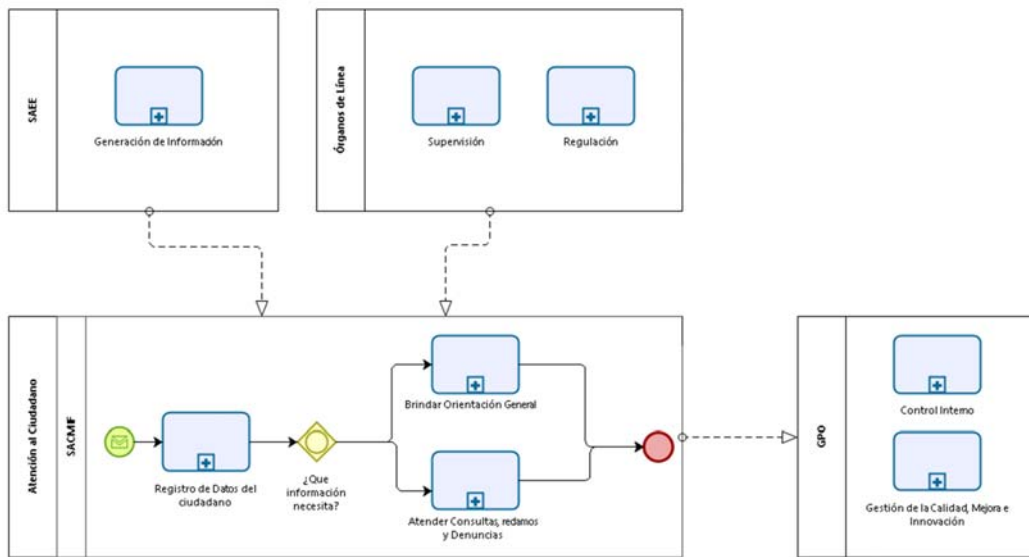 SAEE
Generación de Información
Órganos de Línea
Supervisión
Regulación
Atención al Ciudadano
SACMIF
Registro de Datos del
ciudadano
¿Que
información
necesita?
Brindar Orientación General
Atender Consultas, redamos
y Denuncias
GPO
Control Interno
Gestión de la Calidad, Mejora e
Innovación